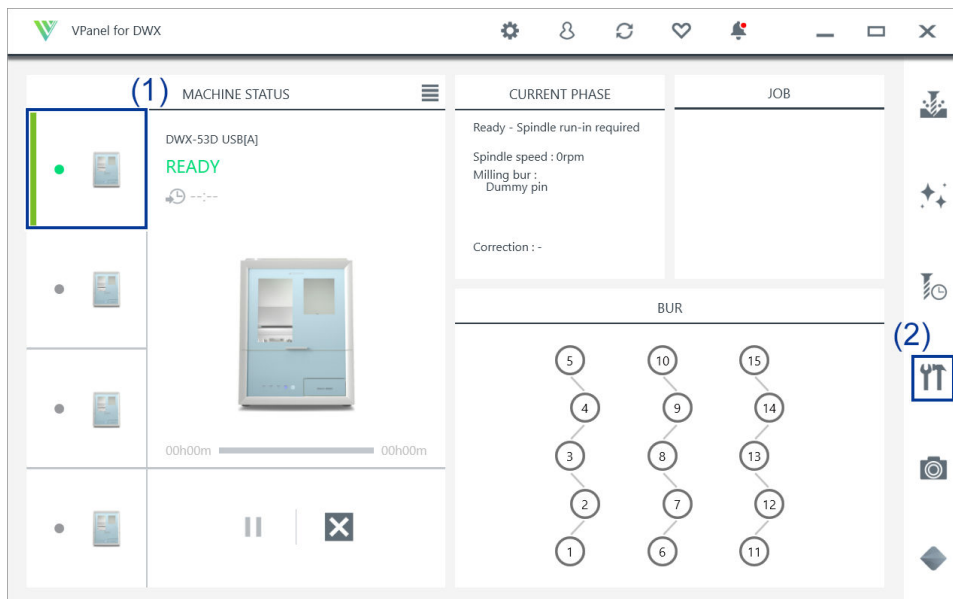 VPanel for DWX
(1)
MACHINE STATUS
DWX-53D USB[A]
READY
--:--
00h00m
00h00m
CURRENT PHASE
Ready - Spindle run-in required
Spindle speed : 0rpm
Milling bur :
Dummy pin
Correction : -
JOB
BUR
5 10 15
4 9 14
3 8 13
2 7 12
1 6 11
(2)